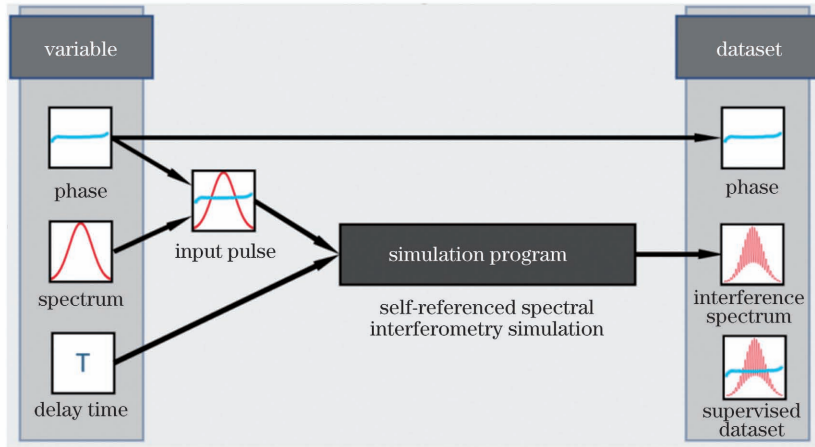 variable
dataset
phase
phase
input pulse
spectrum
simulation program
self-referenced spectral
interferometry simulation
interference
spectrum
T
delay time
supervised
dataset